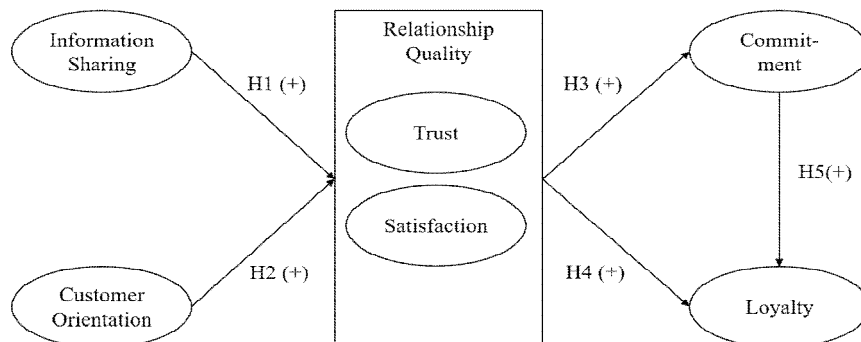 Information
Sharing
H1 (+)
Customer
Orientation
H2 (+)
Relationship
Quality
Trust
Satisfaction
H3 (+)
H4 (+)
Commit-
ment
H5(+)
Loyalty